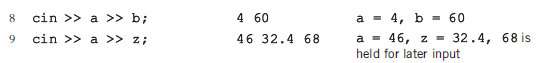 8 cin >> a >> b; 4 60 a = 4, b = 60
9 cin >> a >> z; 46 32.4 68 a = 46, z = 32.4, 68 is
held for later input